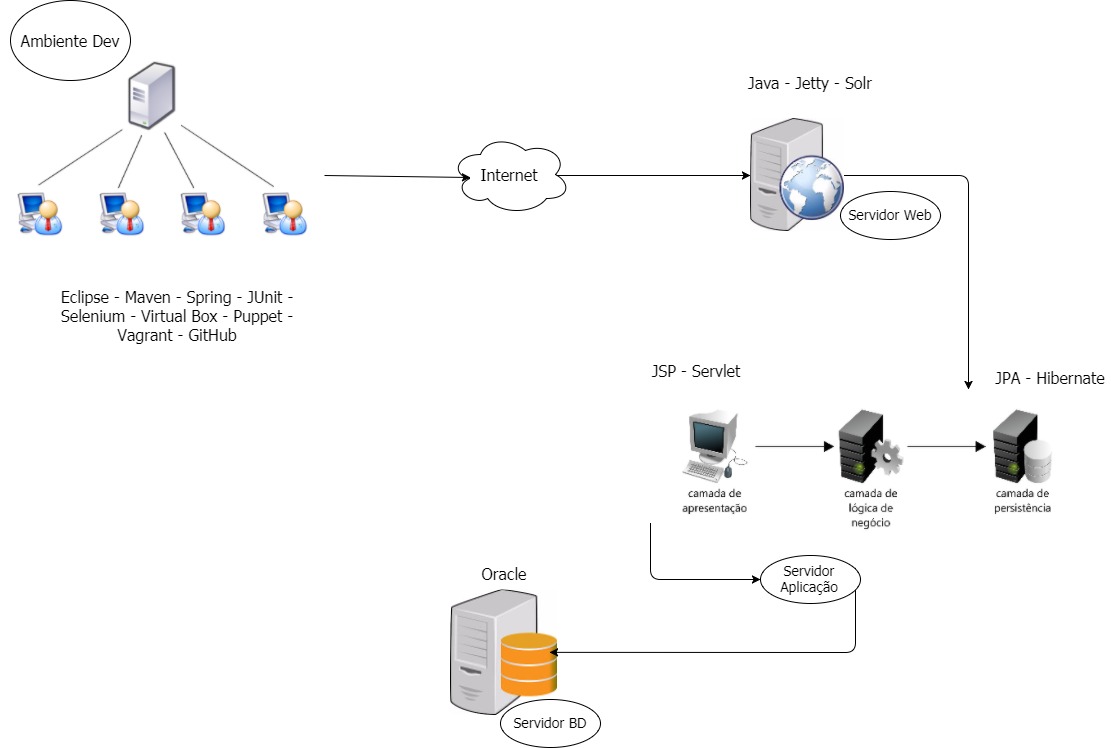 Ambiente Dev
Java - Jetty - Solr
Internet
Servidor Web
Eclipse - Maven - Spring - JUnit -
Selenium - Virtual Box - Puppet -
Vagrant - GitHub
JSP - Servlet
JPA - Hibernate
camada de
apresentação
camada de
lógica de
negócio
camada de
persistência
Servidor
Aplicação
Oracle
Servidor BD